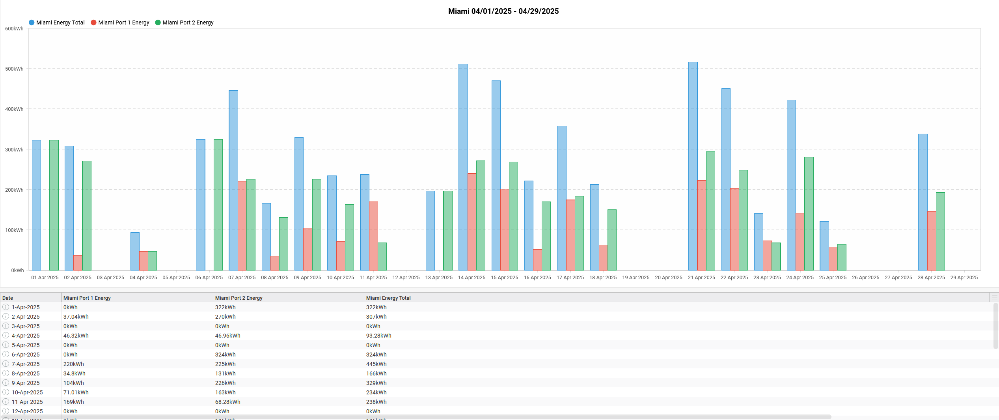 Miami 04/01/2025 - 04/29/2025
Miami Energy Total Miami Port 1 Energy Miami Port 2 Energy
600kWh
500kWh
400kWh
300kWh
200kWh
100kWh
0kWh
01 Apr 2025 02 Apr 2025 03 Apr 2025 04 Apr 2025 05 Apr 2025 06 Apr 2025 07 Apr 2025 08 Apr 2025 09 Apr 2025 10 Apr 2025 11 Apr 2025 12 Apr 2025 13 Apr 2025 14 Apr 2025 15 Apr 2025 16 Apr 2025 17 Apr 2025 18 Apr 2025 19 Apr 2025 20 Apr 2025 21 Apr 2025 22 Apr 2025 23 Apr 2025 24 Apr 2025 25 Apr 2025 26 Apr 2025 27 Apr 2025 28 Apr 2025 29 Apr 2025
Date Miami Port 1 Energy Miami Port 2 Energy Miami Energy Total
1-Apr-2025 0kWh 322kWh 322kWh
2-Apr-2025 37.04kWh 270kWh 307kWh
3-Apr-2025 0kWh 0kWh 0kWh
4-Apr-2025 46.32kWh 46.96kWh 93.28kWh
5-Apr-2025 0kWh 0kWh 0kWh
6-Apr-2025 0kWh 324kWh 324kWh
7-Apr-2025 220kWh 225kWh 445kWh
8-Apr-2025 34.8kWh 131kWh 166kWh
9-Apr-2025 104kWh 226kWh 329kWh
10-Apr-2025 71.01kWh 163kWh 234kWh
11-Apr-2025 169kWh 68.28kWh 238kWh
12-Apr-2025 0kWh 0kWh 0kWh